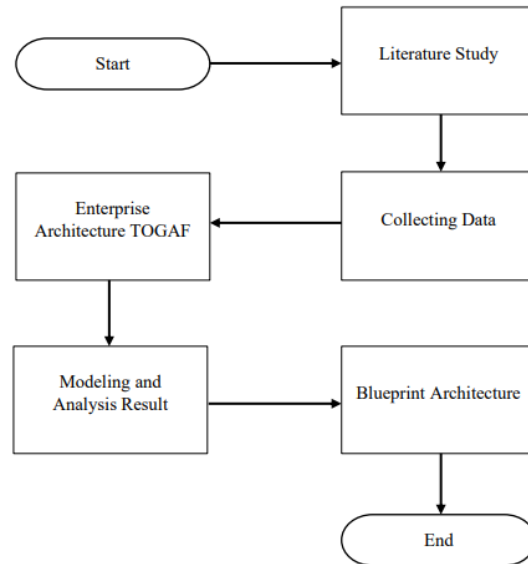 Start
Literature Study
Collecting Data
Enterprise
Architecture TOGAF
Modeling and
Analysis Result
Blueprint Architecture
End